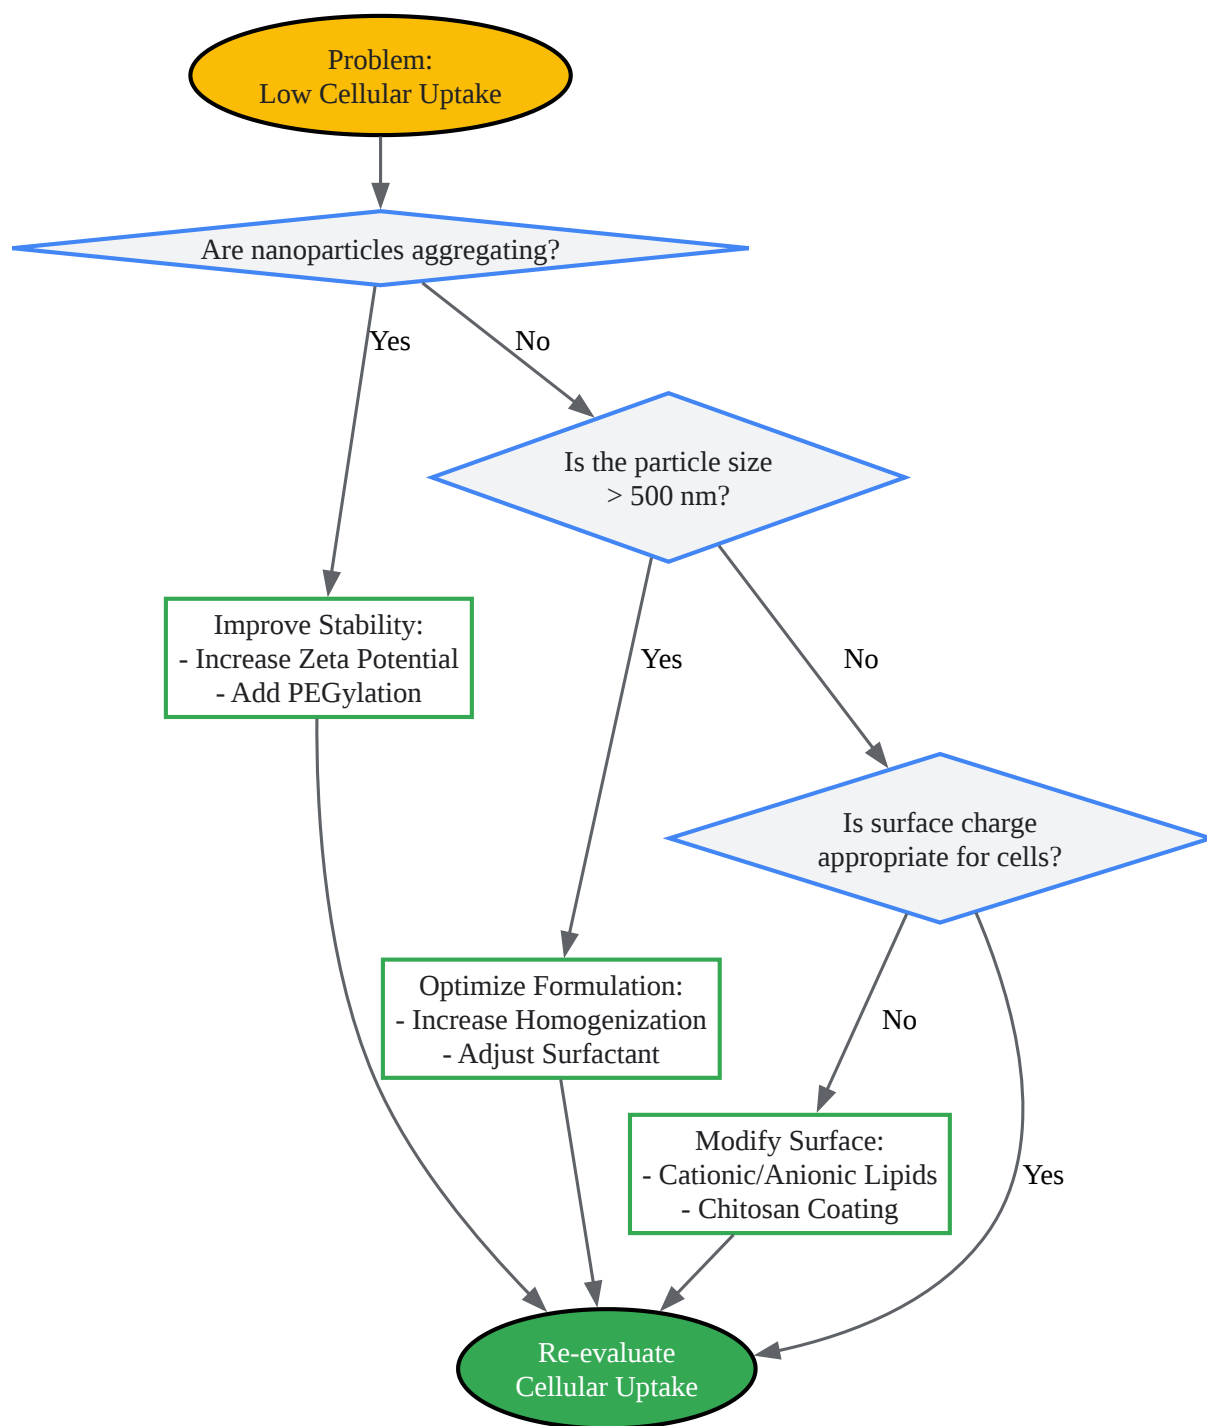 Problem:
Low Cellular Uptake
Are nanoparticles aggregating?
Yes
No
Is the particle size
> 500 nm?
Improve Stability:
- Increase Zeta Potential
- Add PEGylation
Yes
No
Is surface charge
appropriate for cells?
Optimize Formulation:
- Increase Homogenization
- Adjust Surfactant
No
Modify Surface:
- Cationic/Anionic Lipids
- Chitosan Coating
Yes
Re-evaluate
Cellular Uptake